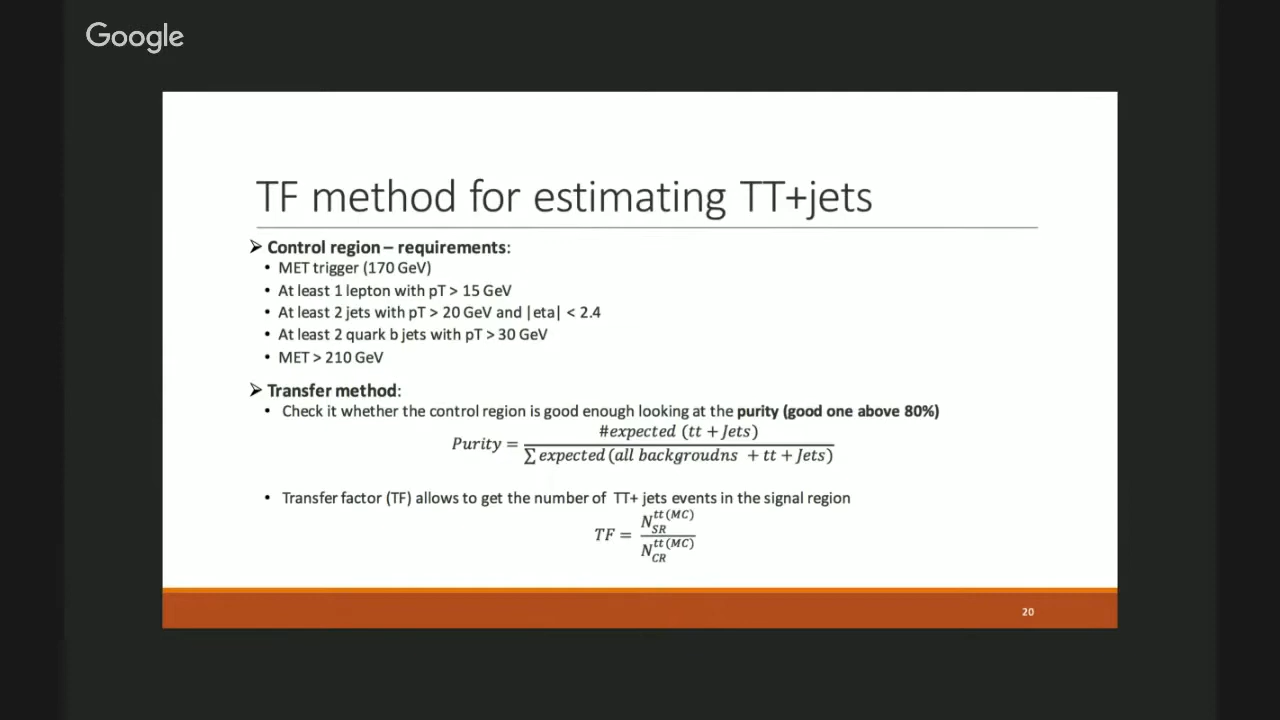 Google
TF method for estimating TT+jets
➢ Control region – requirements:
• MET trigger (170 GeV)
• At least 1 lepton with pT > 15 GeV
• At least 2 jets with pT > 20 GeV and |eta| < 2.4
• At least 2 quark b jets with pT > 30 GeV
• MET > 210 GeV
➢ Transfer method:
• Check it whether the control region is good enough looking at the purity (good one above 80%)
Purity = #expected (tt + Jets) / ∑ expected (all backgroudns + tt + Jets)
• Transfer factor (TF) allows to get the number of TT+ jets events in the signal region
TF = N_SR^tt(MC) / N_CR^tt(MC)
20